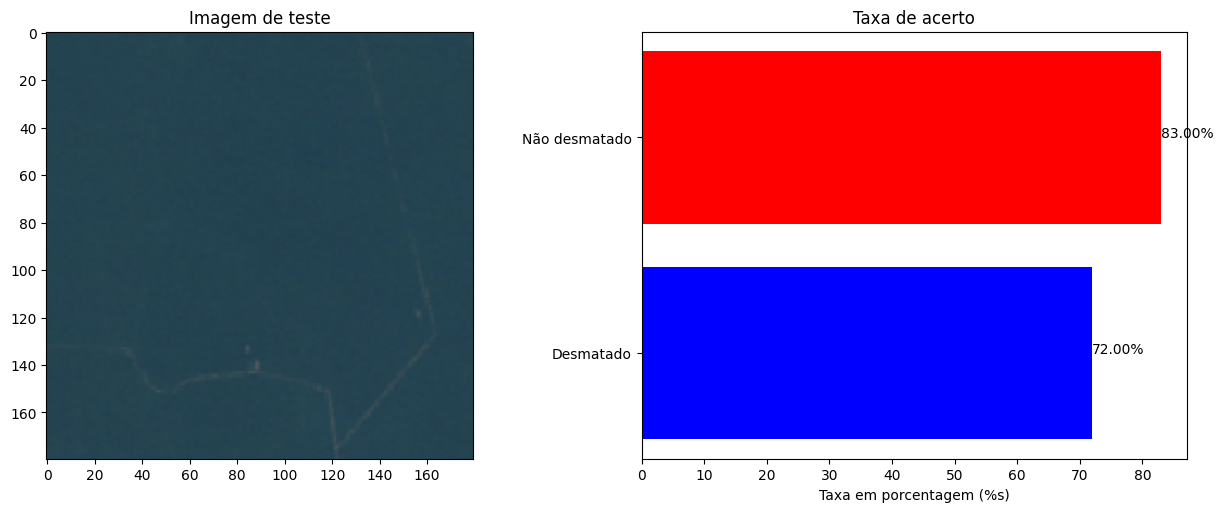 Imagem de teste
0
20
40
60
80
100
120
140
160
0 20 40 60 80 100 120 140 160
Taxa de acerto
Não desmatado
83.00%
Desmatado
72.00%
0 10 20 30 40 50 60 70 80
Taxa em porcentagem (%s)